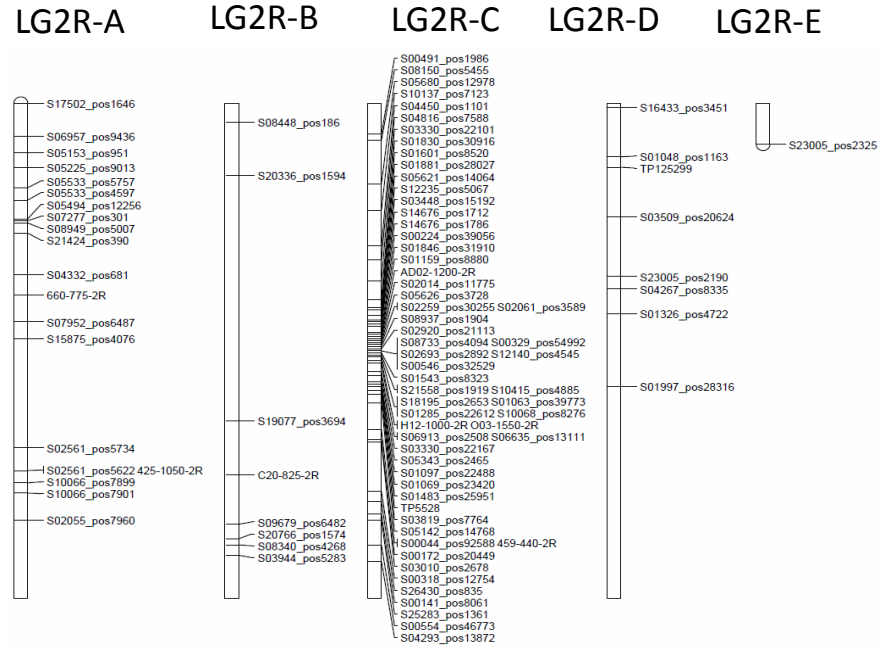 LG2R-A
LG2R-B
LG2R-C
LG2R-D
LG2R-E
S17502_pos1646
S06957_pos9436
S05153_pos951
S05225_pos9013
S05533_pos5757
S05533_pos4597
S05494_pos12256
S07277_pos301
S08949_pos5007
S21424_pos390
S04332_pos681
660-775-2R
S07952_pos6487
S15875_pos4076
S02561_pos5734
S02561_pos5622 425-1050-2R
S10066_pos7899
S10066_pos7901
S02055_pos7960
S08448_pos186
S20336_pos1594
S19077_pos3694
C20-825-2R
S09679_pos6482
S20766_pos1574
S08340_pos4268
S03944_pos5283
S00491_pos1986
S08150_pos5455
S05680_pos12978
S10137_pos7123
S04450_pos1101
S04816_pos7588
S03330_pos22101
S01830_pos30916
S01601_pos8520
S01881_pos28027
S05621_pos14064
S12235_pos5067
S03448_pos15192
S14676_pos1712
S14676_pos1786
S00224_pos39056
S01846_pos31910
S01159_pos8880
AD02-1200-2R
S02014_pos11775
S05626_pos3728
S02259_pos30255 S02061_pos3589
S08937_pos1904
S02920_pos21113
S08733_pos4094 S00329_pos54992
S02693_pos2892 S12140_pos4545
S00546_pos32529
S01543_pos8323
S21558_pos1919 S10415_pos4885
S18195_pos2653 S01063_pos39773
S01285_pos22612 S10068_pos8276
H12-1000-2R O03-1550-2R
S06913_pos2508 S06635_pos13111
S03330_pos22167
S05343_pos2465
S01097_pos22488
S01069_pos23420
S01483_pos25951
TP5528
S03819_pos7764
S05142_pos14768
S00044_pos92588 459-440-2R
S00172_pos20449
S03010_pos2678
S00318_pos12754
S26430_pos835
S00141_pos8061
S25283_pos1361
S00554_pos46773
S04293_pos13872
S16433_pos3451
S01048_pos1163
TP125299
S03509_pos20624
S23005_pos2190
S04267_pos8335
S01326_pos4722
S01997_pos28316
S23005_pos2325